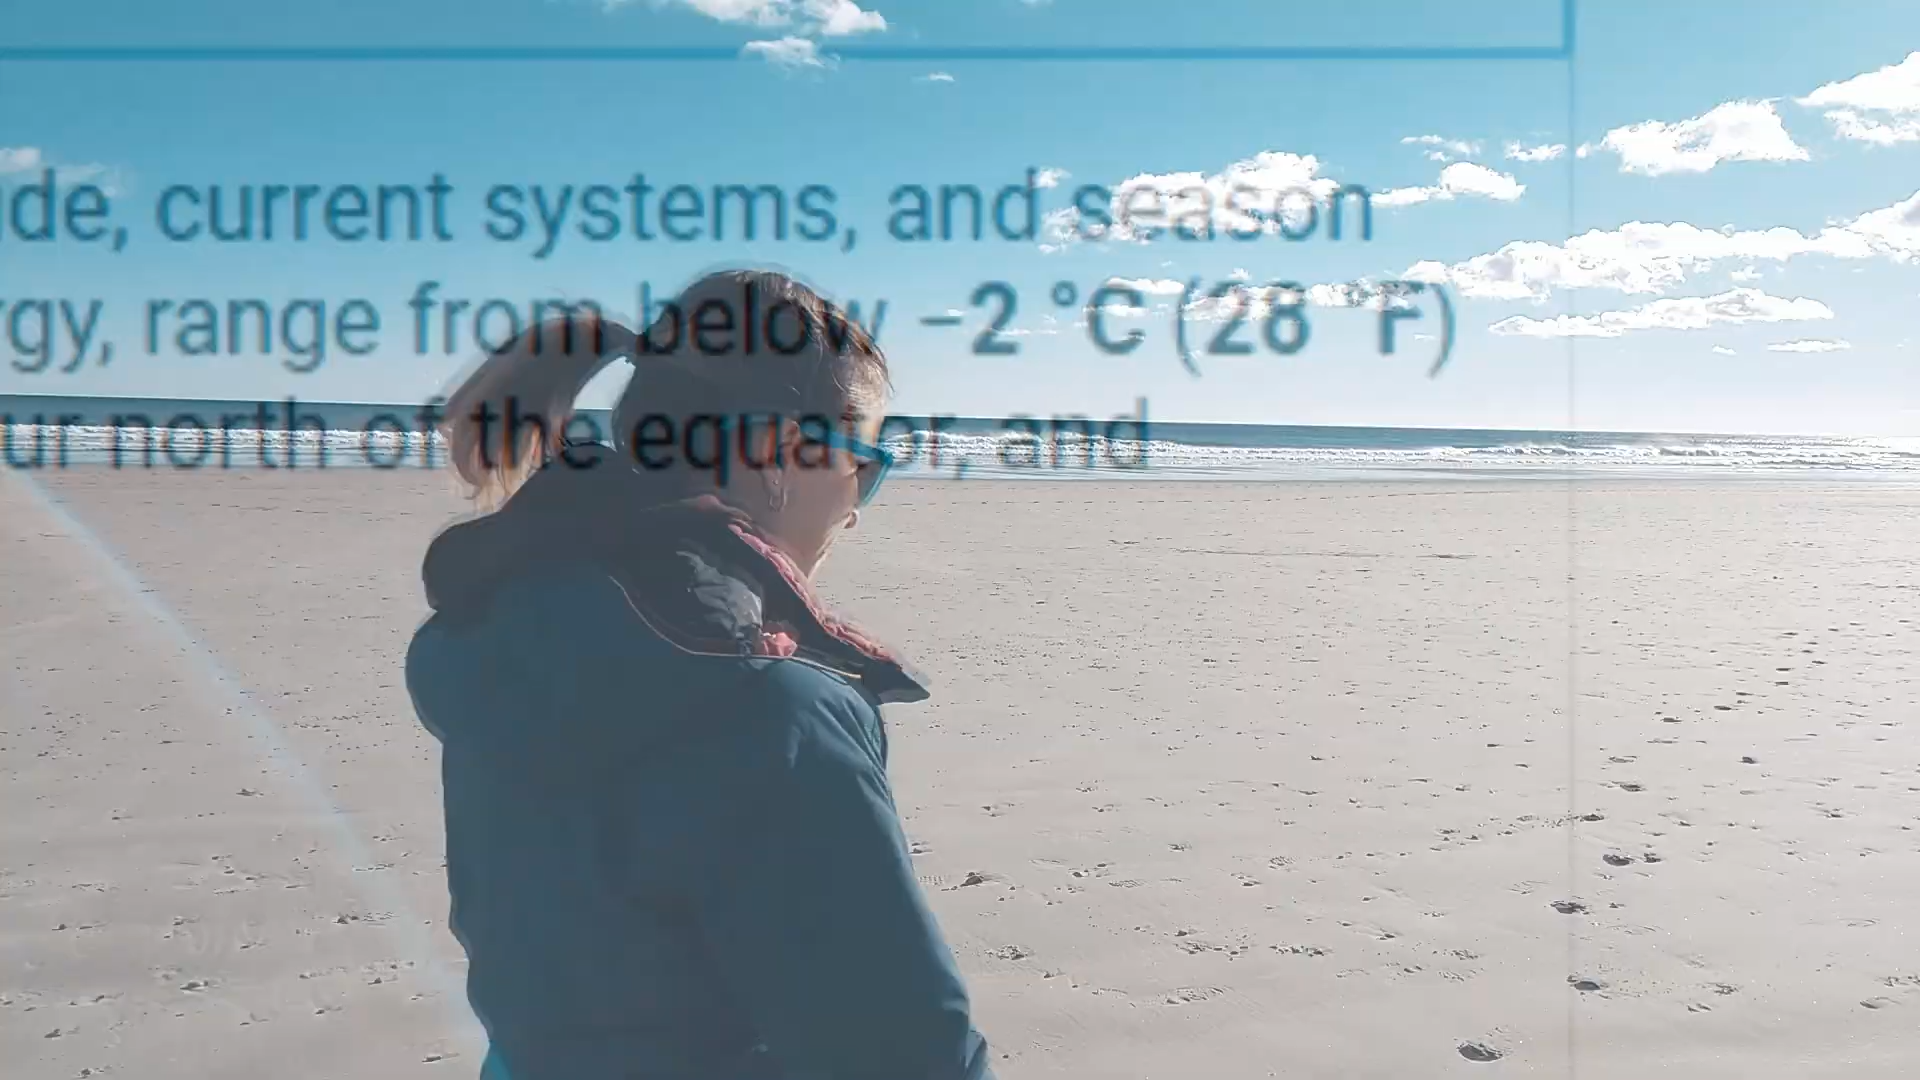 de, current systems, and season
rgy, range from below −2 °C (28 °F)
ur north of the equator, and